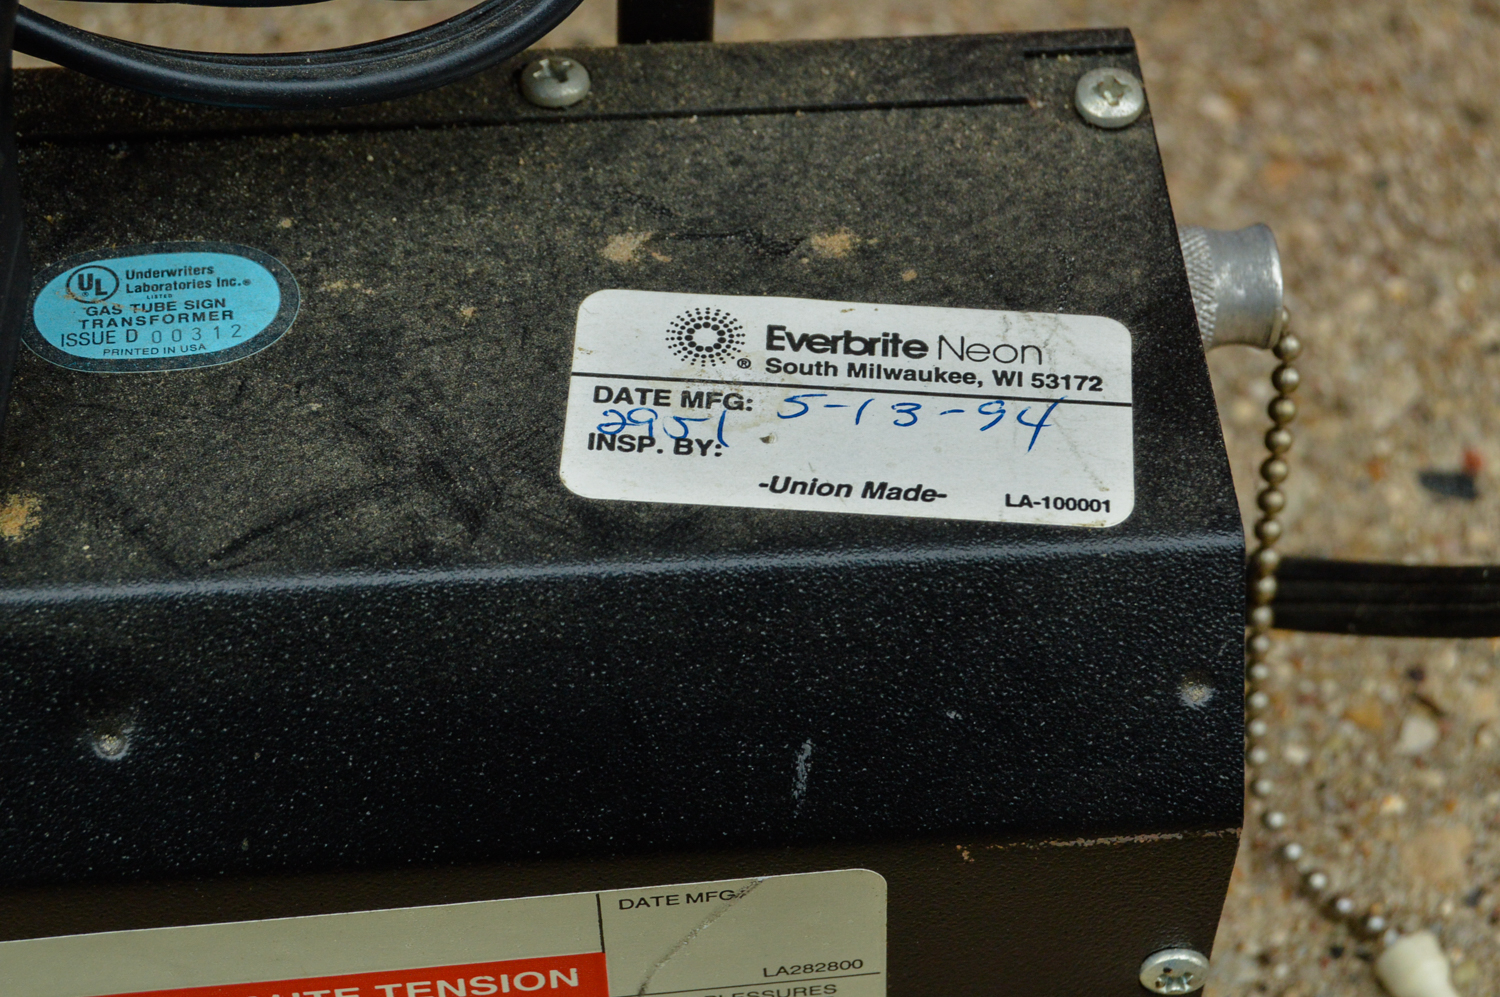 UL
Underwriters
Laboratories Inc.®
LISTED
GAS TUBE SIGN
TRANSFORMER
ISSUE D 00312
PRINTED IN USA
Everbrite Neon
®
South Milwaukee, WI 53172
DATE MFG: 5-13-94
2951
INSP. BY:
-Union Made-
LA-100001
DATE MFG:
LA282800
TENSION